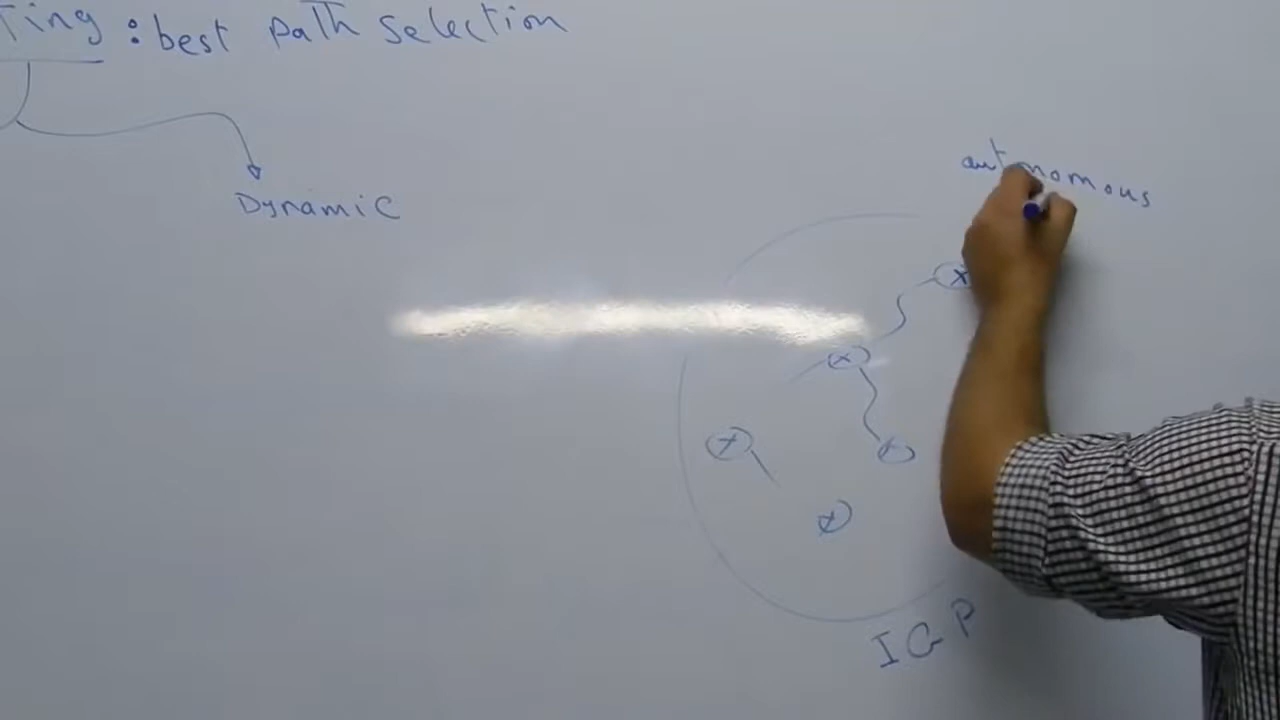 ting : best path selection
Dynamic
autonomous
x
x
x
x
IGP